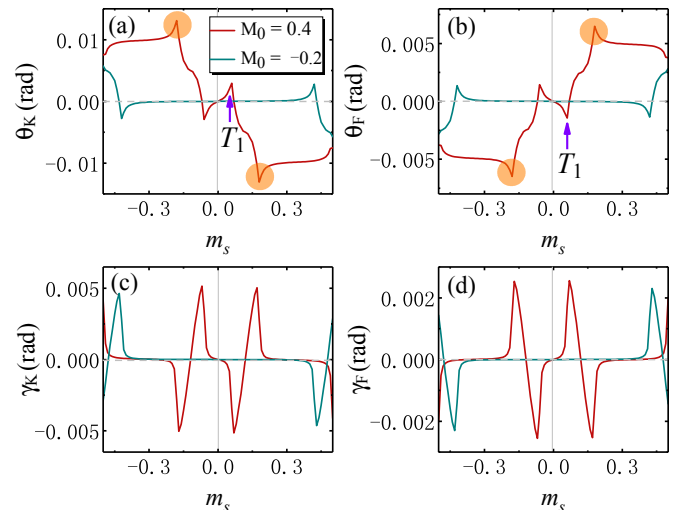 (a)
M₀ = 0.4
M₀ = −0.2
0.01
0.00
−0.01
θ_K (rad)
T₁
−0.3 0.0 0.3
m_s
(b)
0.005
0.000
−0.005
θ_F (rad)
T₁
−0.3 0.0 0.3
m_s
(c)
0.005
0.000
−0.005
γ_K (rad)
−0.3 0.0 0.3
m_s
(d)
0.002
0.000
−0.002
γ_F (rad)
−0.3 0.0 0.3
m_s